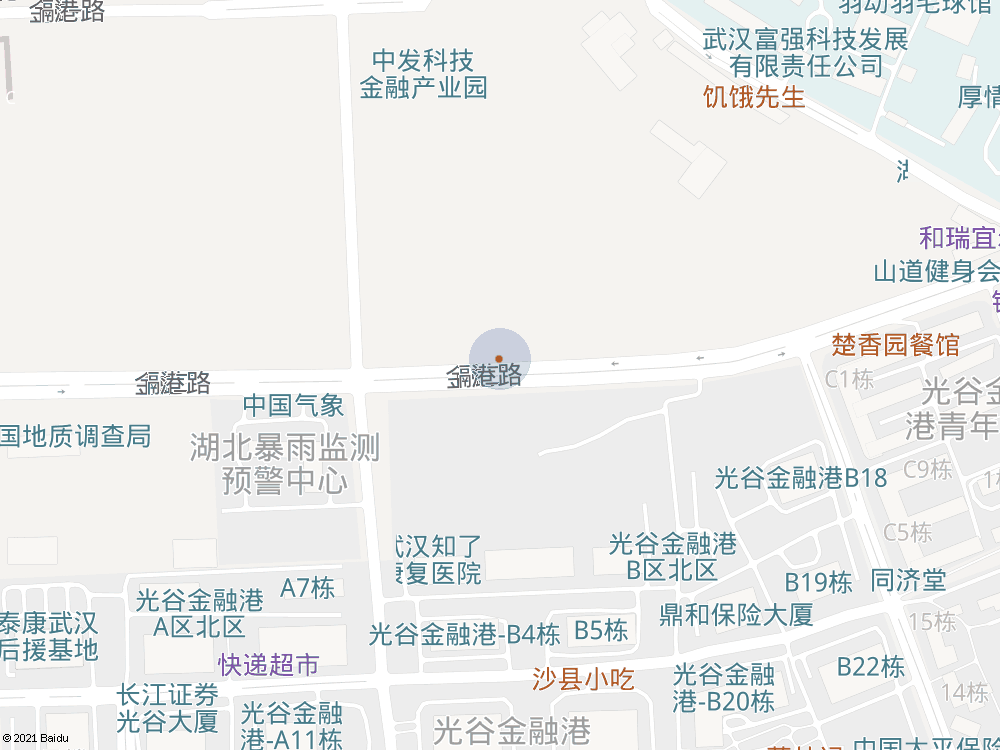 港路
羽动羽毛球馆
武汉富强科技发展
有限责任公司
中发科技
金融产业园
饥饿先生
厚情
湖
和瑞宜
山道健身会
楚香园餐馆
港路
港路
C1栋
中国气象
光谷金
港青年
国地质调查局
湖北暴雨监测
预警中心
C9栋
光谷金融港B18
1
C5栋
武汉知了
康复医院
光谷金融港
B区北区
A7栋
B19栋
同济堂
光谷金融港
A区北区
泰康武汉
后援基地
鼎和保险大厦
15栋
光谷金融港-B4栋
B5栋
快递超市
B22栋
沙县小吃
光谷金融
港-B20栋
14栋
长江证券
光谷大厦
光谷金融
港-A11栋
光谷金融港
中国太平保险
© 2021 Baidu